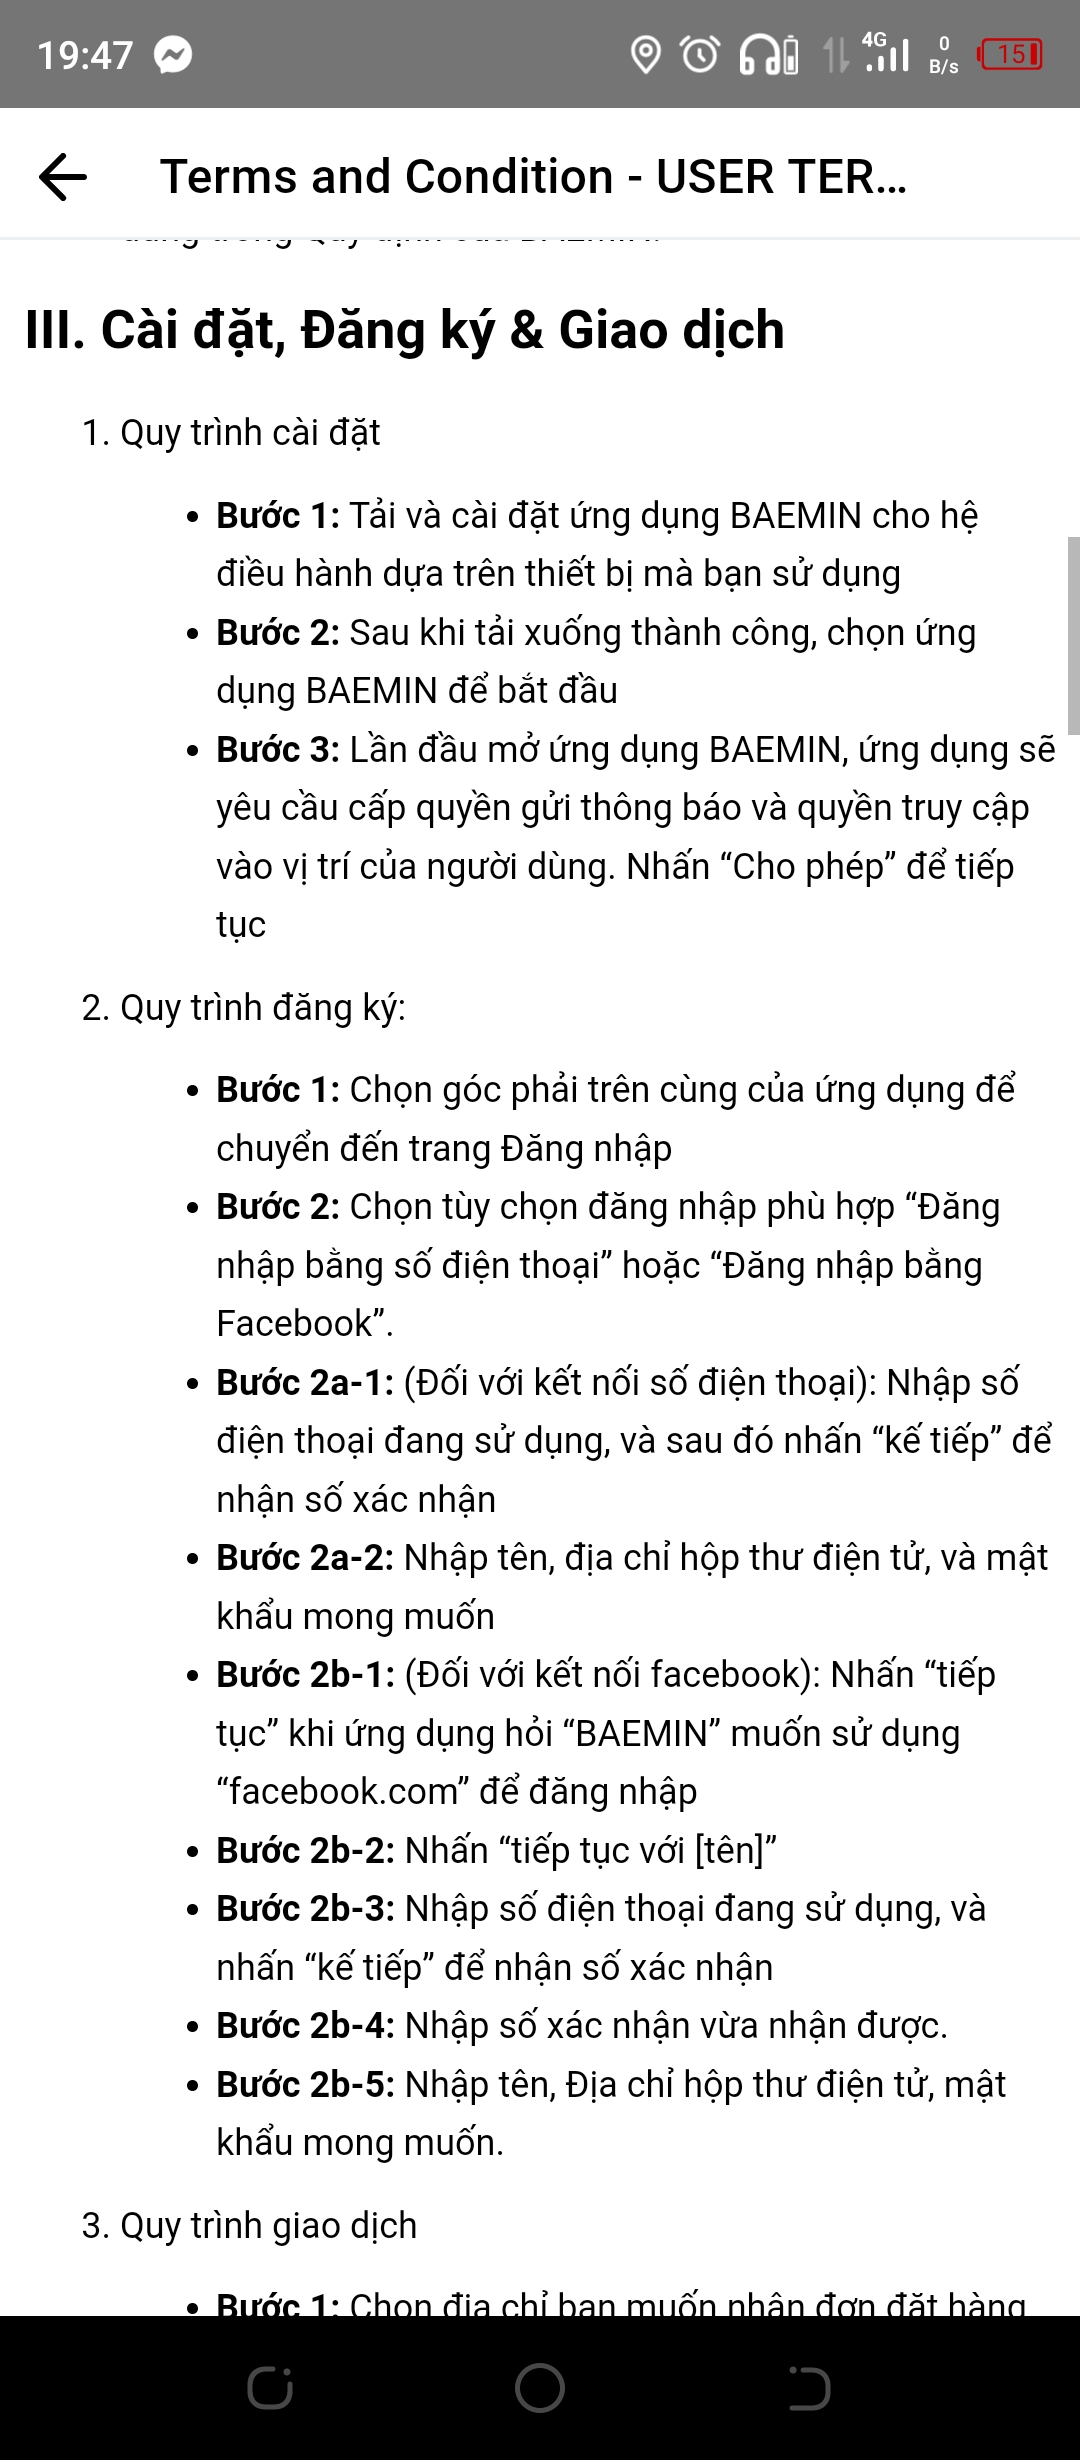 19:47
4G
0
B/s
15
Terms and Condition - USER TER...
III. Cài đặt, Đăng ký & Giao dịch
1. Quy trình cài đặt
Bước 1: Tải và cài đặt ứng dụng BAEMIN cho hệ
điều hành dựa trên thiết bị mà bạn sử dụng
Bước 2: Sau khi tải xuống thành công, chọn ứng
dụng BAEMIN để bắt đầu
Bước 3: Lần đầu mở ứng dụng BAEMIN, ứng dụng sẽ
yêu cầu cấp quyền gửi thông báo và quyền truy cập
vào vị trí của người dùng. Nhấn “Cho phép” để tiếp
tục
2. Quy trình đăng ký:
Bước 1: Chọn góc phải trên cùng của ứng dụng để
chuyển đến trang Đăng nhập
Bước 2: Chọn tùy chọn đăng nhập phù hợp “Đăng
nhập bằng số điện thoại” hoặc “Đăng nhập bằng
Facebook”.
Bước 2a-1: (Đối với kết nối số điện thoại): Nhập số
điện thoại đang sử dụng, và sau đó nhấn “kế tiếp” để
nhận số xác nhận
Bước 2a-2: Nhập tên, địa chỉ hộp thư điện tử, và mật
khẩu mong muốn
Bước 2b-1: (Đối với kết nối facebook): Nhấn “tiếp
tục” khi ứng dụng hỏi “BAEMIN” muốn sử dụng
“facebook.com” để đăng nhập
Bước 2b-2: Nhấn “tiếp tục với [tên]”
Bước 2b-3: Nhập số điện thoại đang sử dụng, và
nhấn “kế tiếp” để nhận số xác nhận
Bước 2b-4: Nhập số xác nhận vừa nhận được.
Bước 2b-5: Nhập tên, Địa chỉ hộp thư điện tử, mật
khẩu mong muốn.
3. Quy trình giao dịch
Bước 1: Chọn địa chỉ bạn muốn nhận đơn đặt hàng